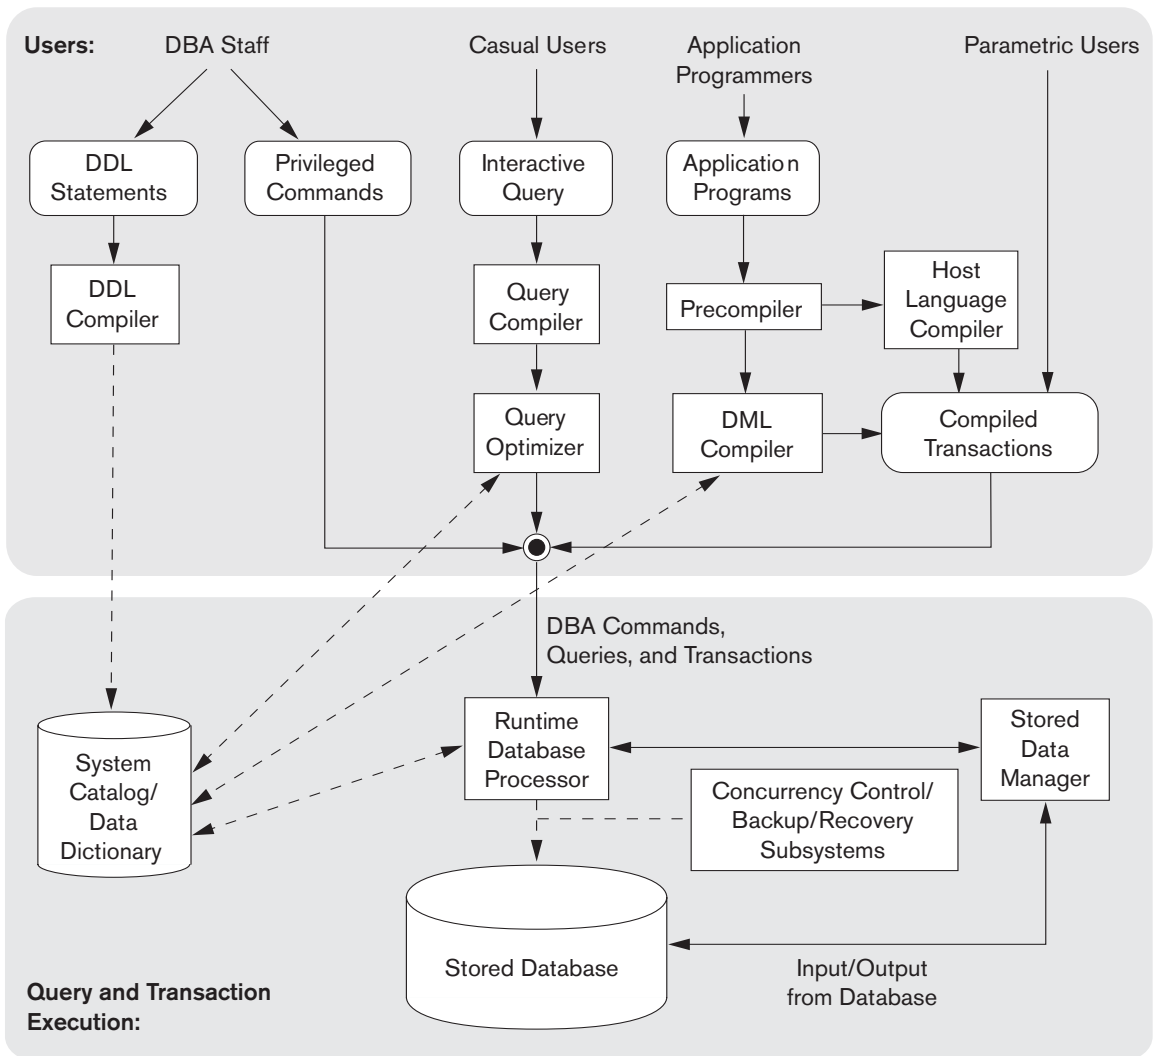 Users:
DBA Staff
Casual Users
Application
Programmers
Parametric Users
DDL
Statements
Privileged
Commands
Interactive
Query
Application
Programs
DDL
Compiler
Query
Compiler
Precompiler
Host
Language
Compiler
Query
Optimizer
DML
Compiler
Compiled
Transactions
DBA Commands,
Queries, and Transactions
System
Catalog/
Data
Dictionary
Runtime
Database
Processor
Stored
Data
Manager
Concurrency Control/
Backup/Recovery
Subsystems
Stored Database
Input/Output
from Database
Query and Transaction
Execution: